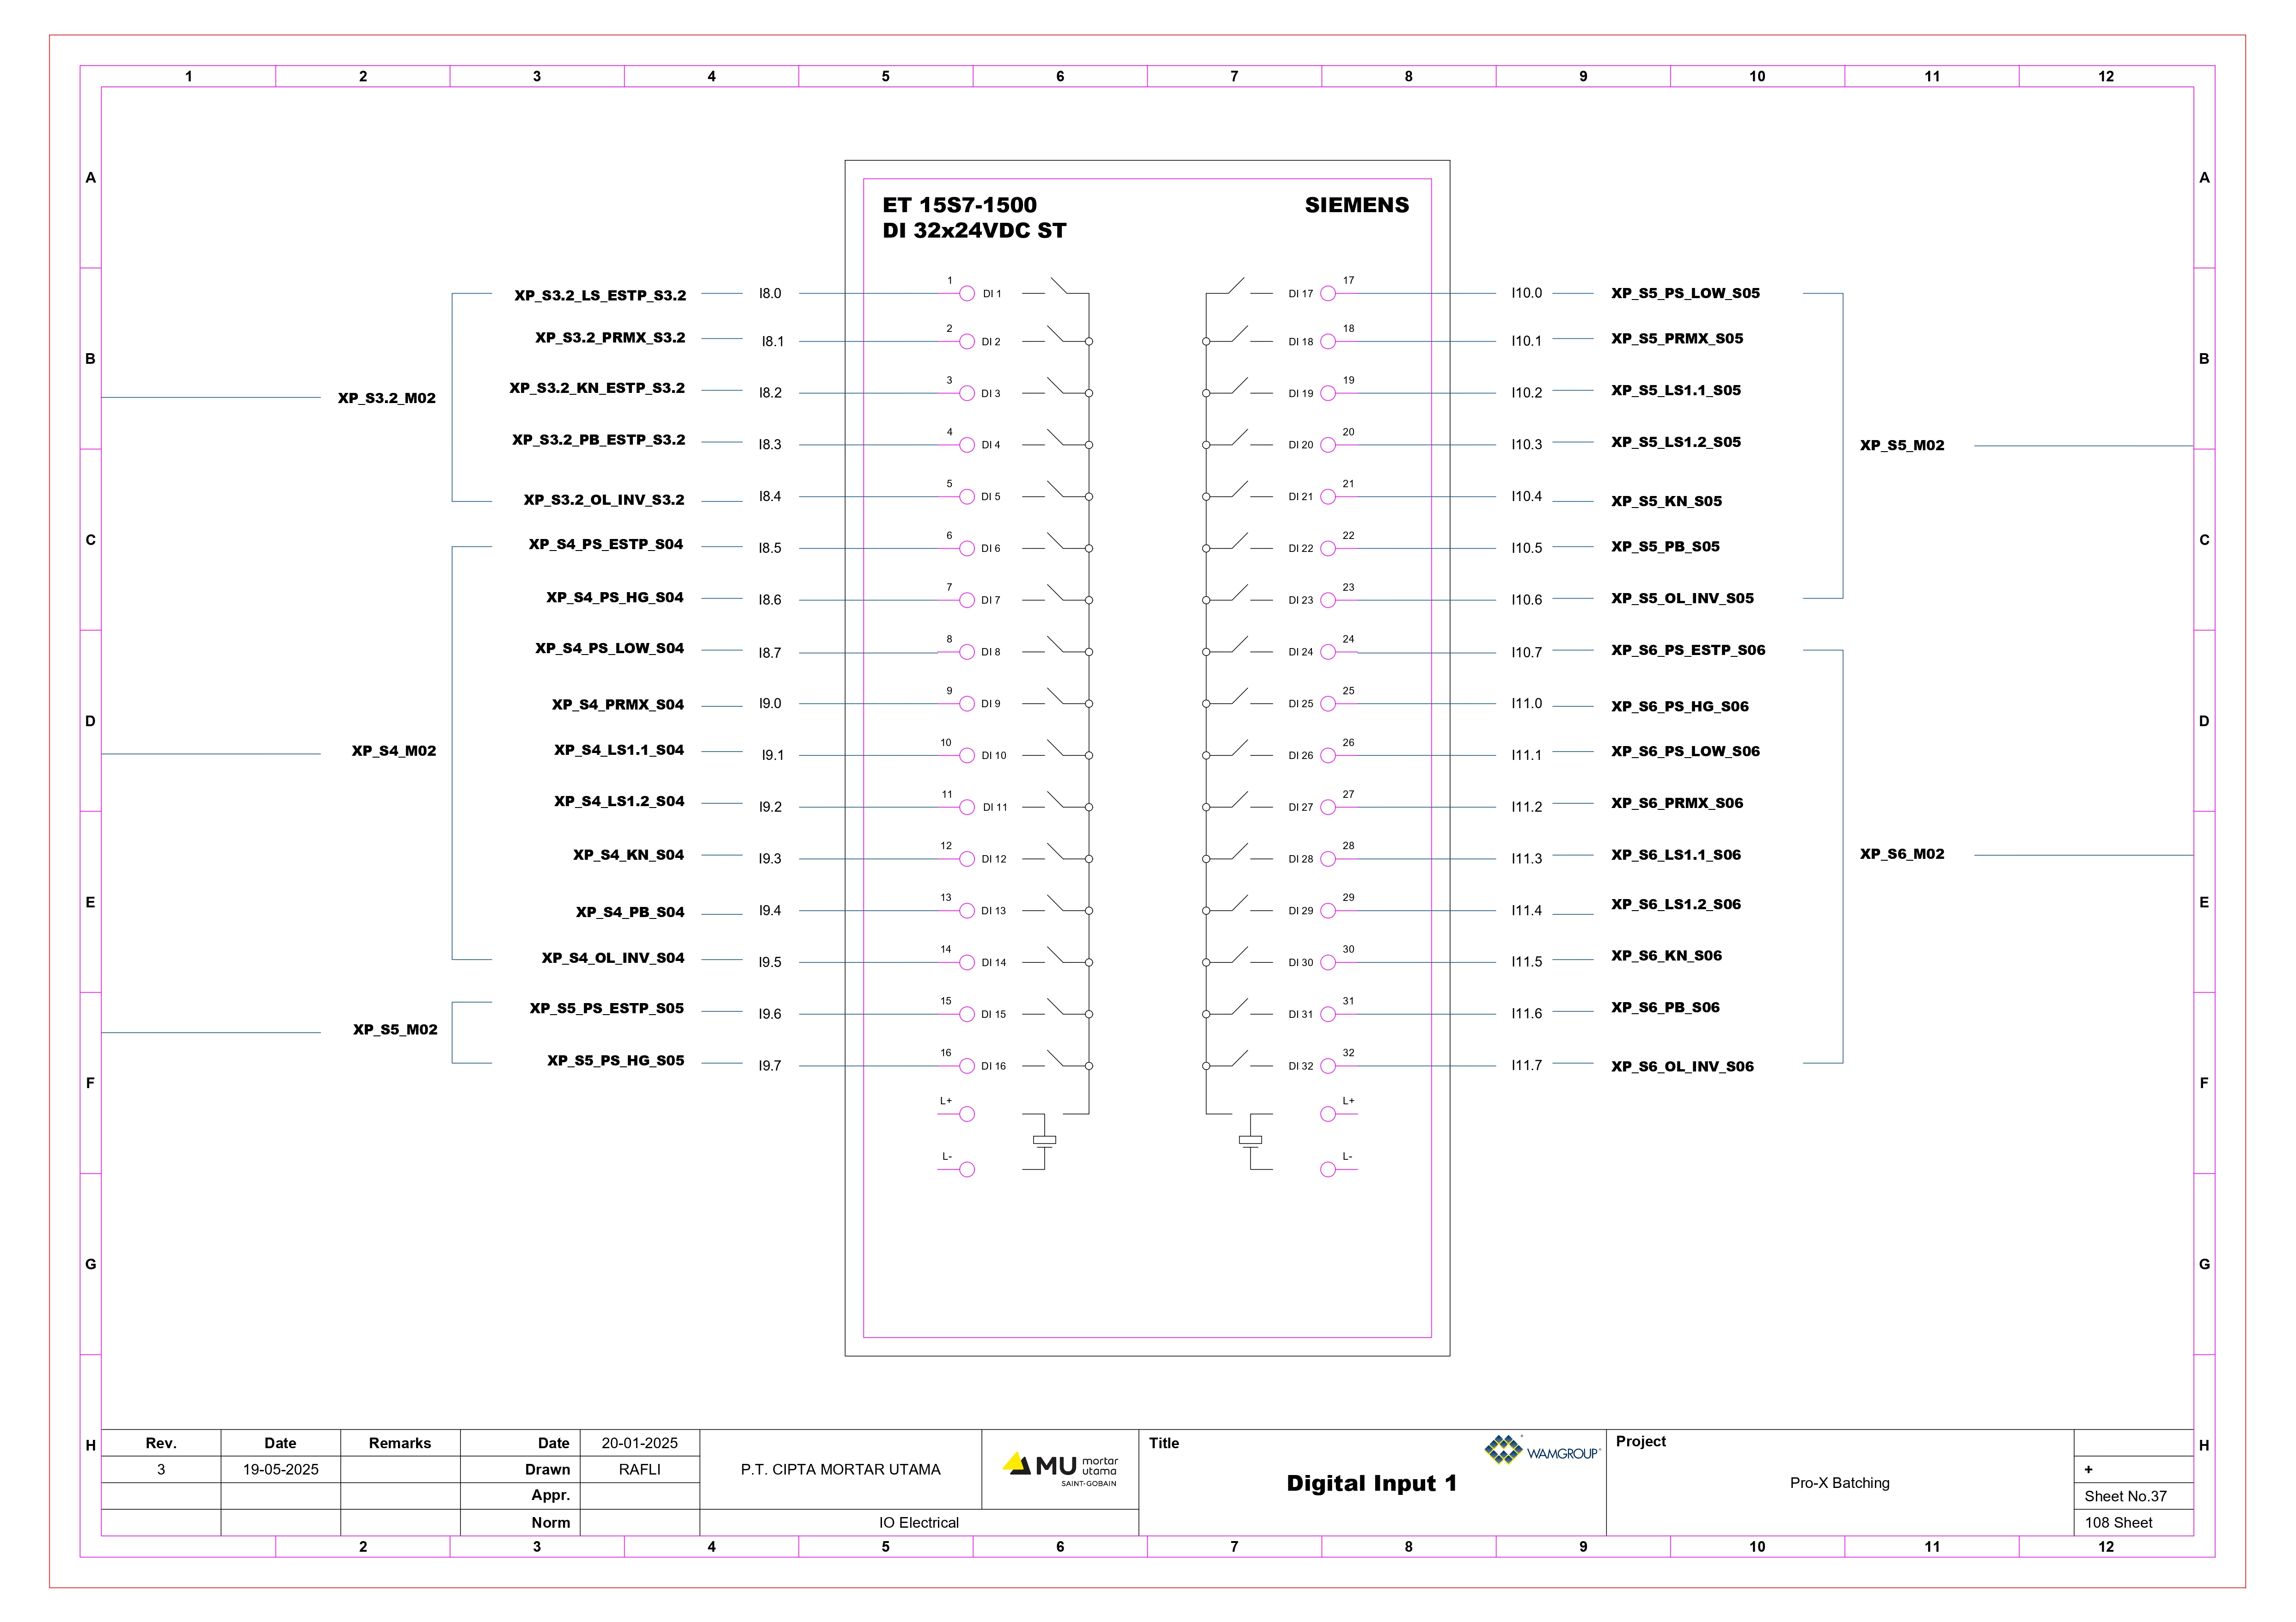 1 2 3 4 5 6 7 8 9 10 11 12
A A
B B
C C
D D
E E
F F
G G
H H
ET 15S7-1500 SIEMENS
DI 32x24VDC ST
XP_S3.2_M02
XP_S4_M02
XP_S5_M02
XP_S3.2_LS_ESTP_S3.2 I8.0 1 DI 1
XP_S3.2_PRMX_S3.2 I8.1 2 DI 2
XP_S3.2_KN_ESTP_S3.2 I8.2 3 DI 3
XP_S3.2_PB_ESTP_S3.2 I8.3 4 DI 4
XP_S3.2_OL_INV_S3.2 I8.4 5 DI 5
XP_S4_PS_ESTP_S04 I8.5 6 DI 6
XP_S4_PS_HG_S04 I8.6 7 DI 7
XP_S4_PS_LOW_S04 I8.7 8 DI 8
XP_S4_PRMX_S04 I9.0 9 DI 9
XP_S4_LS1.1_S04 I9.1 10 DI 10
XP_S4_LS1.2_S04 I9.2 11 DI 11
XP_S4_KN_S04 I9.3 12 DI 12
XP_S4_PB_S04 I9.4 13 DI 13
XP_S4_OL_INV_S04 I9.5 14 DI 14
XP_S5_PS_ESTP_S05 I9.6 15 DI 15
XP_S5_PS_HG_S05 I9.7 16 DI 16
L+
L-
DI 17 17 I10.0 XP_S5_PS_LOW_S05
DI 18 18 I10.1 XP_S5_PRMX_S05
DI 19 19 I10.2 XP_S5_LS1.1_S05
DI 20 20 I10.3 XP_S5_LS1.2_S05
DI 21 21 I10.4 XP_S5_KN_S05
DI 22 22 I10.5 XP_S5_PB_S05
DI 23 23 I10.6 XP_S5_OL_INV_S05
DI 24 24 I10.7 XP_S6_PS_ESTP_S06
DI 25 25 I11.0 XP_S6_PS_HG_S06
DI 26 26 I11.1 XP_S6_PS_LOW_S06
DI 27 27 I11.2 XP_S6_PRMX_S06
DI 28 28 I11.3 XP_S6_LS1.1_S06
DI 29 29 I11.4 XP_S6_LS1.2_S06
DI 30 30 I11.5 XP_S6_KN_S06
DI 31 31 I11.6 XP_S6_PB_S06
DI 32 32 I11.7 XP_S6_OL_INV_S06
L+
L-
XP_S5_M02
XP_S6_M02
Rev. Date Remarks Date 20-01-2025
3 19-05-2025 Drawn RAFLI
Appr.
Norm
P.T. CIPTA MORTAR UTAMA
MU mortar
utama
SAINT-GOBAIN
IO Electrical
Title
WAMGROUP
Digital Input 1
Project
Pro-X Batching
+
Sheet No.37
108 Sheet
2 3 4 5 6 7 8 9 10 11 12